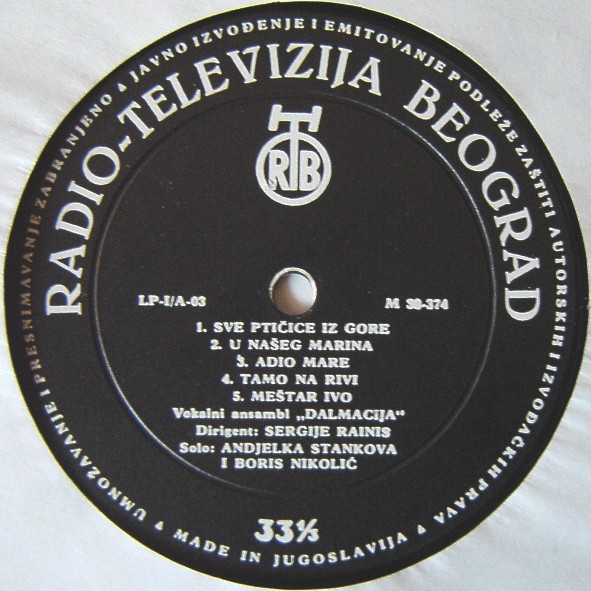 UMNOŽAVANJE I PRESNIMAVANJE ZABRANJENO ▲ JAVNO IZVOĐENJE I EMITOVANJE PODLEŽE ZAŠTITI AUTORSKIH I IZVOĐAČKIH PRAVA ▲
RADIO-TELEVIZIJA BEOGRAD
RTB
LP-I/A-03
M 30-374
1. SVE PTIČICE IZ GORE
2. U NAŠEG MARINA
3. ADIO MARE
4. TAMO NA RIVI
5. MEŠTAR IVO
Vokalni ansambl „DALMACIJA“
Dirigent: SERGIJE RAINIS
Solo: ANDJELKA STANKOVA
I BORIS NIKOLIĆ
33⅓
▲ MADE IN JUGOSLAVIJA ▲